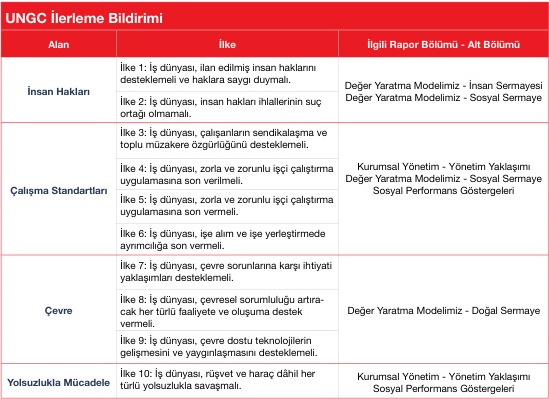 UNGC İlerleme Bildirimi
Alan
İlke
İlgili Rapor Bölümü - Alt Bölümü
İnsan Hakları
İlke 1: İş dünyası, ilan edilmiş insan haklarını
desteklemeli ve haklara saygı duymalı.
İlke 2: İş dünyası, insan hakları ihlallerinin suç
ortağı olmamalı.
Değer Yaratma Modelimiz - İnsan Sermayesi
Değer Yaratma Modelimiz - Sosyal Sermaye
Çalışma Standartları
İlke 3: İş dünyası, çalışanların sendikalaşma ve
toplu müzakere özgürlüğünü desteklemeli.
İlke 4: İş dünyası, zorla ve zorunlu işçi çalıştırma
uygulamasına son verilmeli.
İlke 5: İş dünyası, zorla ve zorunlu işçi çalıştırma
uygulamasına son vermeli.
İlke 6: İş dünyası, işe alım ve işe yerleştirmede
ayrımcılığa son vermeli.
Kurumsal Yönetim - Yönetim Yaklaşımı
Değer Yaratma Modelimiz - Sosyal Sermaye
Sosyal Performans Göstergeleri
Çevre
İlke 7: İş dünyası, çevre sorunlarına karşı ihtiyati
yaklaşımları desteklemeli.
İlke 8: İş dünyası, çevresel sorumluluğu artıra-
cak her türlü faaliyete ve oluşuma destek
vermeli.
İlke 9: İş dünyası, çevre dostu teknolojilerin
gelişmesini ve yaygınlaşmasını desteklemeli.
Değer Yaratma Modelimiz - Doğal Sermaye
Yolsuzlukla Mücadele
İlke 10: İş dünyası, rüşvet ve haraç dâhil her
türlü yolsuzlukla savaşmalı.
Kurumsal Yönetim - Yönetim Yaklaşımı
Sosyal Performans Göstergeleri